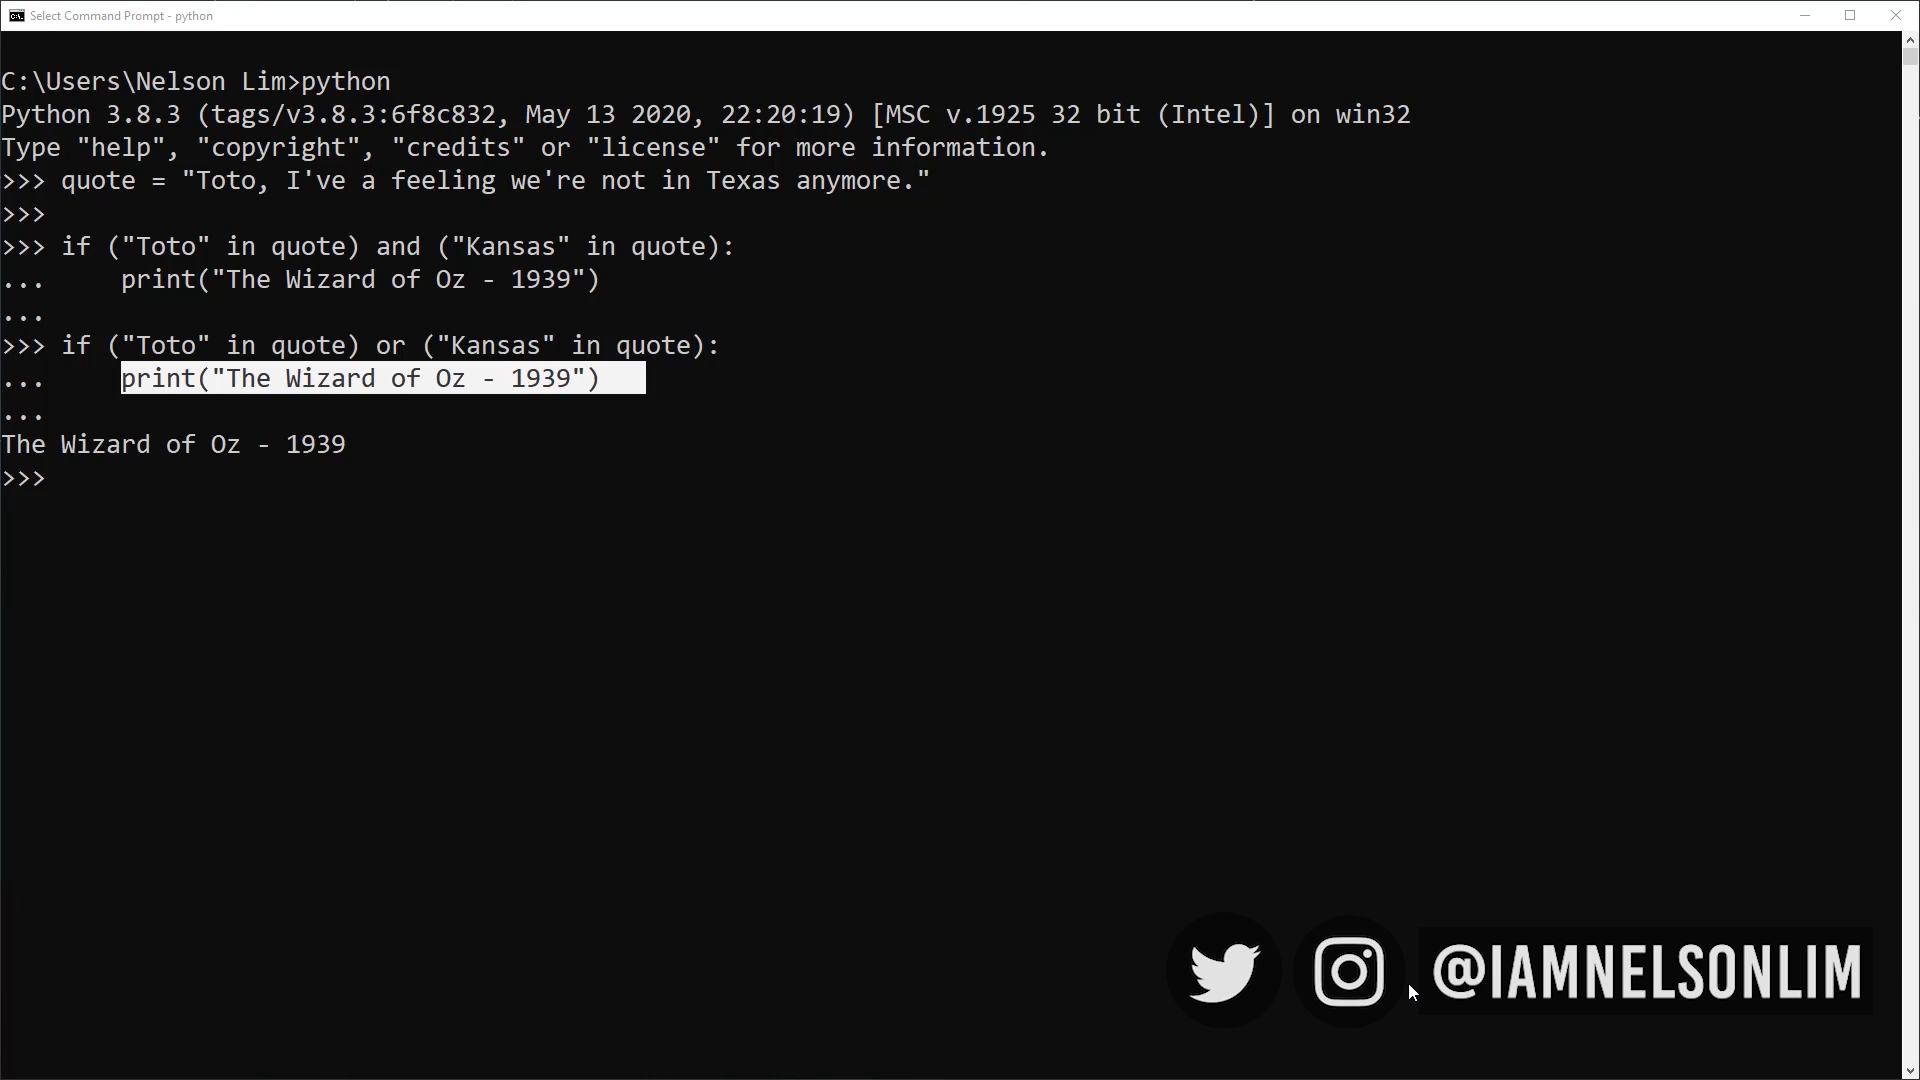 Select Command Prompt - python
C:\Users\Nelson Lim>python
Python 3.8.3 (tags/v3.8.3:6f8c832, May 13 2020, 22:20:19) [MSC v.1925 32 bit (Intel)] on win32
Type "help", "copyright", "credits" or "license" for more information.
>>> quote = "Toto, I've a feeling we're not in Texas anymore."
>>>
>>> if ("Toto" in quote) and ("Kansas" in quote):
...     print("The Wizard of Oz - 1939")
...
>>> if ("Toto" in quote) or ("Kansas" in quote):
...     print("The Wizard of Oz - 1939")
...
The Wizard of Oz - 1939
>>>
@IAMNELSONLIM